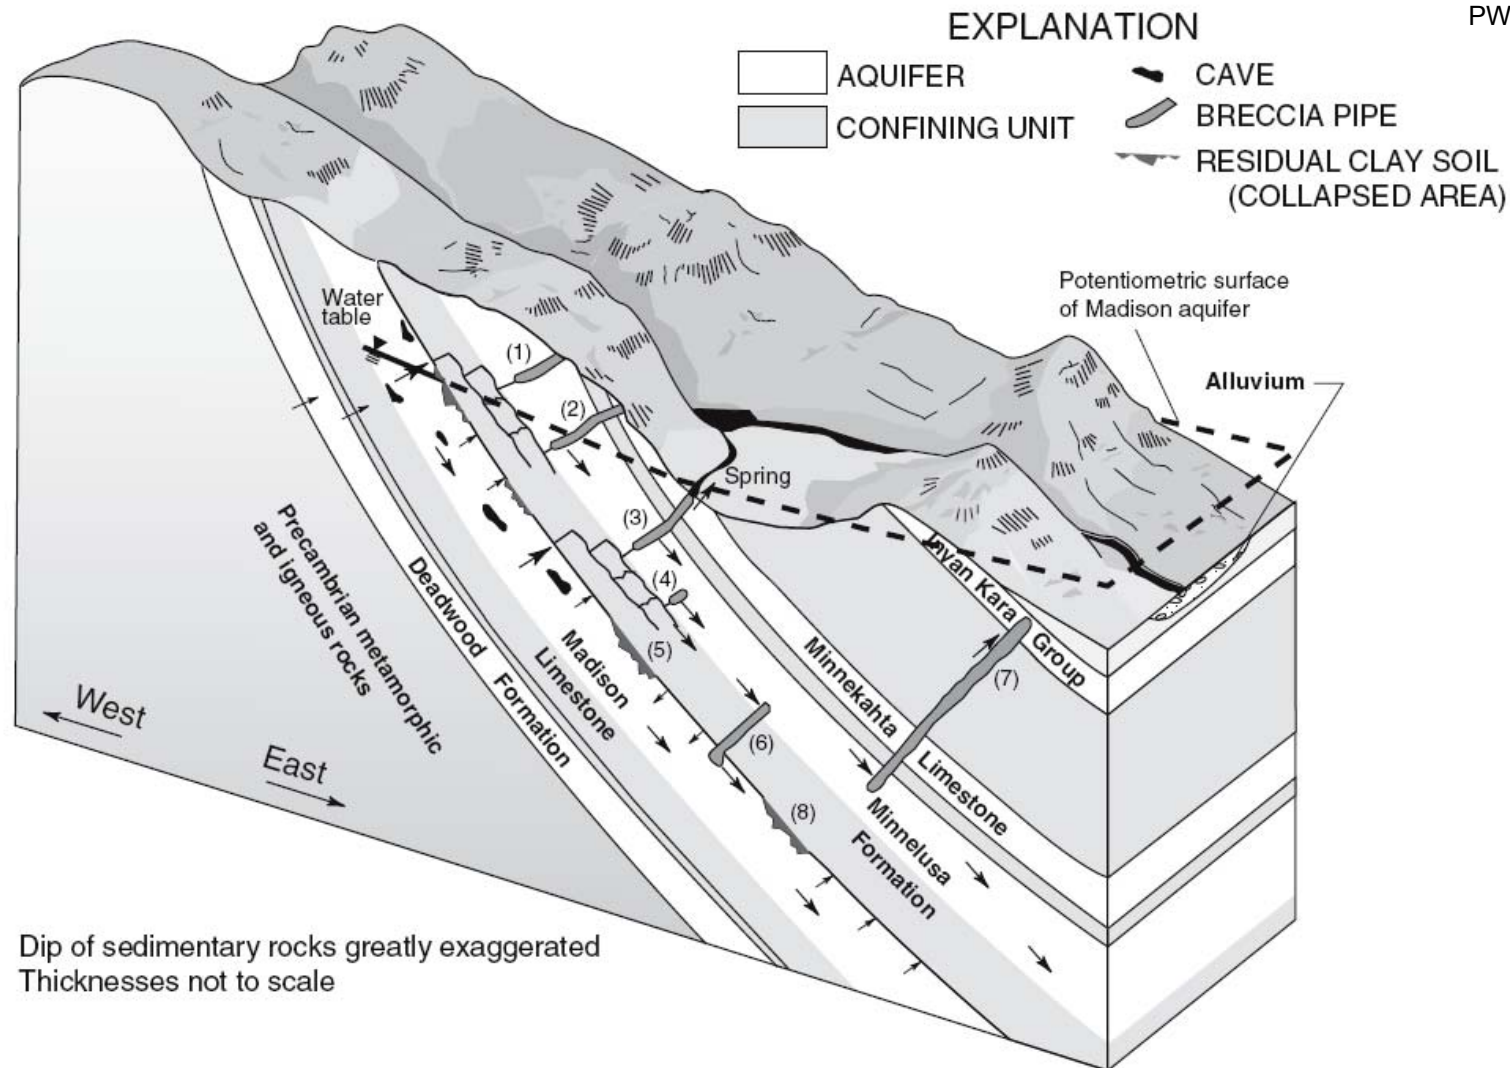 EXPLANATION
PW
AQUIFER
CONFINING UNIT
CAVE
BRECCIA PIPE
RESIDUAL CLAY SOIL
(COLLAPSED AREA)
Potentiometric surface
of Madison aquifer
Alluvium
Water
table
(1)
(2)
Spring
(3)
(4)
(5)
(6)
(7)
(8)
Precambrian metamorphic
and igneous rocks
Deadwood Formation
Madison
Limestone
Minnekahta Limestone
Inyan Kara Group
Minnelusa
Formation
West
East
Dip of sedimentary rocks greatly exaggerated
Thicknesses not to scale